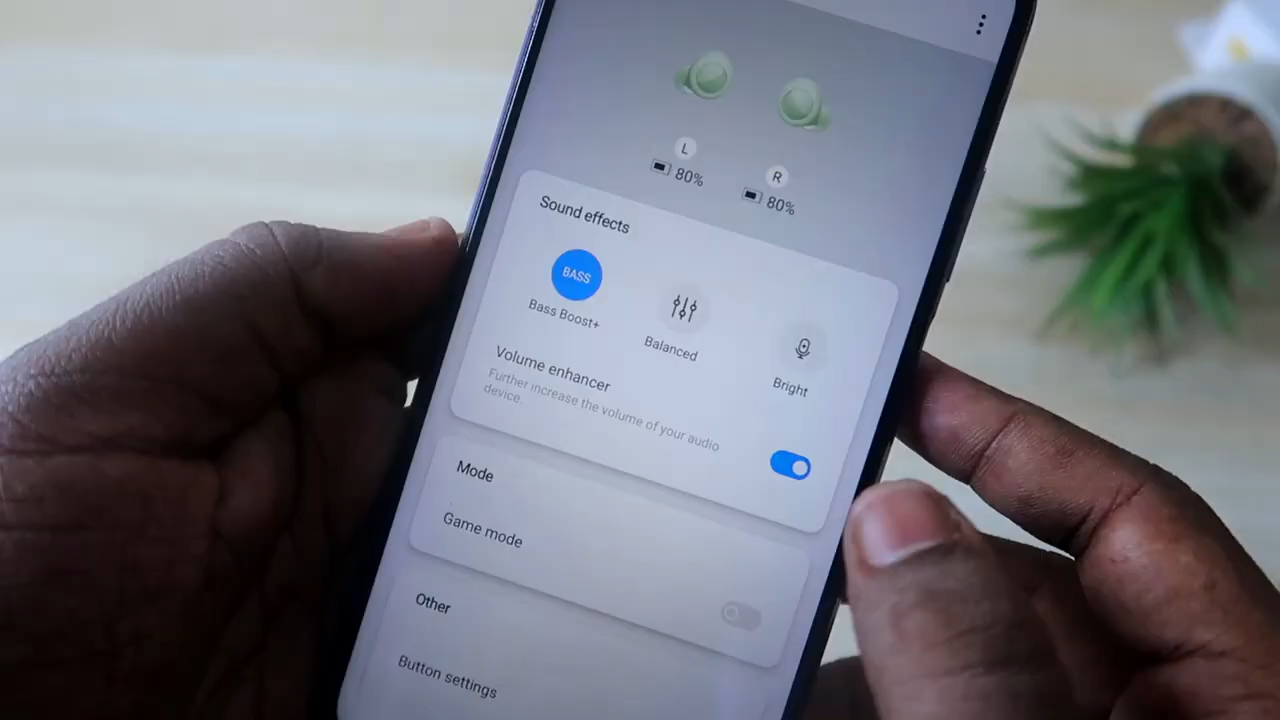 L
R
80%
80%
Sound effects
BASS
Bass Boost+
Balanced
Bright
Volume enhancer
Further increase the volume of your audio
device.
Mode
Game mode
Other
Button settings